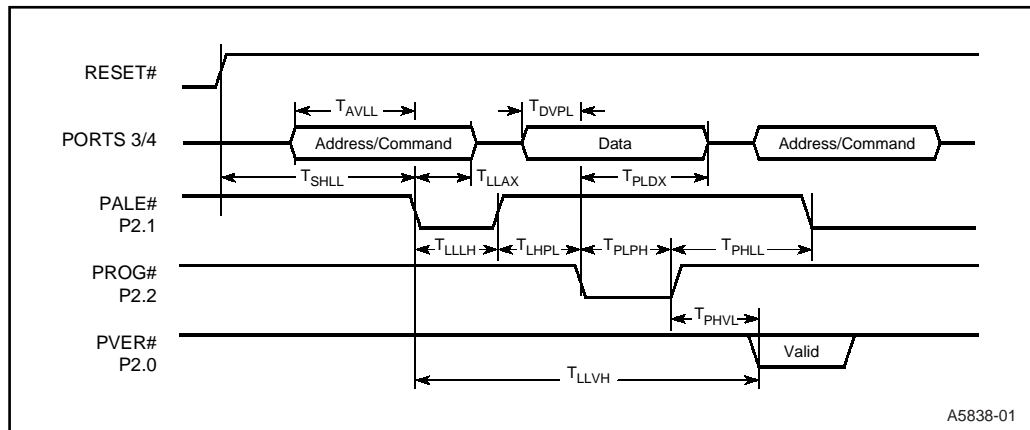 RESET#
T_AVLL
T_DVPL
PORTS 3/4
Address/Command
Data
Address/Command
T_SHLL
T_LLAX
T_PLDX
PALE#
P2.1
T_LLLH
T_LHPL
T_PLPH
T_PHLL
PROG#
P2.2
T_PHVL
PVER#
P2.0
Valid
T_LLVH
A5838-01